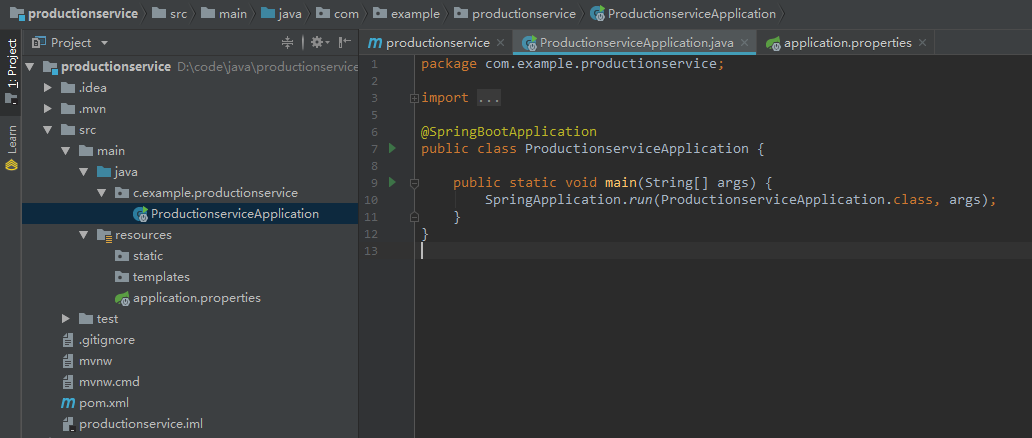 productionservice src main java com example productionservice ProductionserviceApplication
1: Project
Learn
Project
productionservice D:\code\java\productionservice
.idea
.mvn
src
main
java
c.example.productionservice
ProductionserviceApplication
resources
static
templates
application.properties
test
.gitignore
mvnw
mvnw.cmd
pom.xml
productionservice.iml
m productionservice ProductionserviceApplication.java application.properties
1 package com.example.productionservice;
2
3 import ...
5
6 @SpringBootApplication
7 public class ProductionserviceApplication {
8
9 public static void main(String[] args) {
10 SpringApplication.run(ProductionserviceApplication.class, args);
11 }
12 }
13